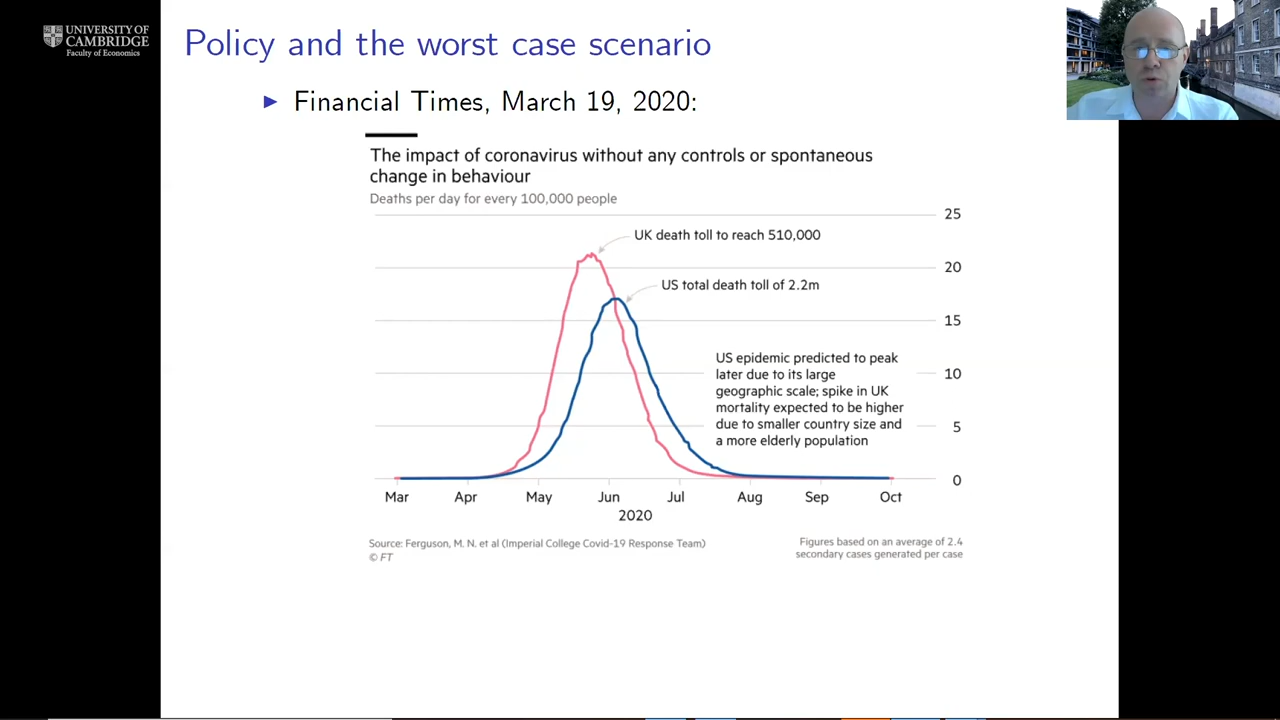 UNIVERSITY OF
CAMBRIDGE
Faculty of Economics
Policy and the worst case scenario
Financial Times, March 19, 2020:
The impact of coronavirus without any controls or spontaneous
change in behaviour
Deaths per day for every 100,000 people
25
UK death toll to reach 510,000
20
US total death toll of 2.2m
15
US epidemic predicted to peak
later due to its large
geographic scale; spike in UK
mortality expected to be higher
due to smaller country size and
a more elderly population
10
5
0
Mar Apr May Jun Jul Aug Sep Oct
2020
Source: Ferguson, M. N. et al (Imperial College Covid-19 Response Team)
© FT
Figures based on an average of 2.4
secondary cases generated per case